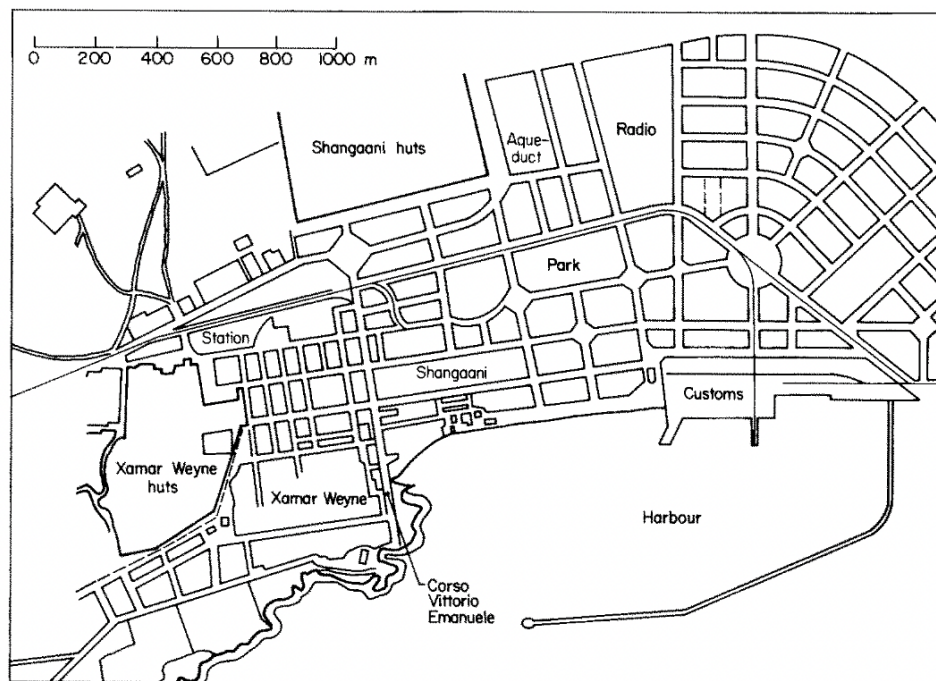 0 200 400 600 800 1000 m
Shangaani huts
Aque-
duct
Radio
Park
Station
Shangaani
Customs
Xamar Weyne
huts
Xamar Weyne
Harbour
Corso
Vittorio
Emanuele